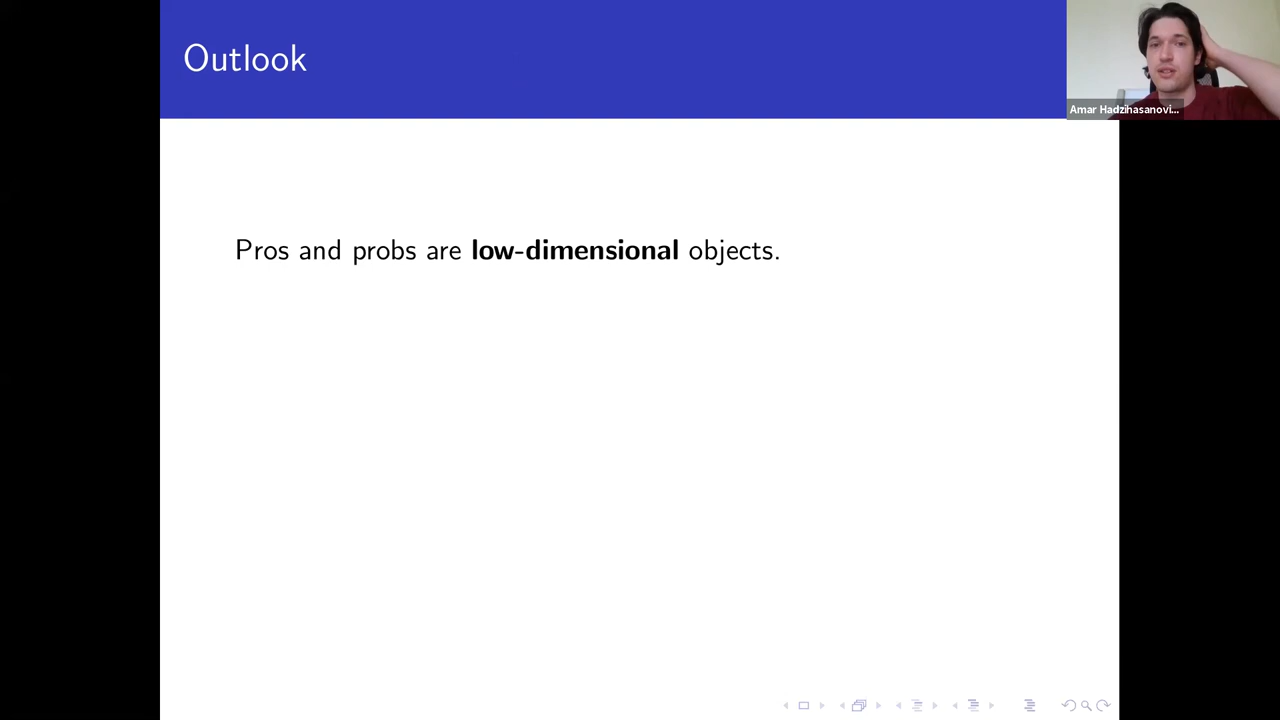 Outlook
Amar Hadzihasanovi...
Pros and probs are low-dimensional objects.